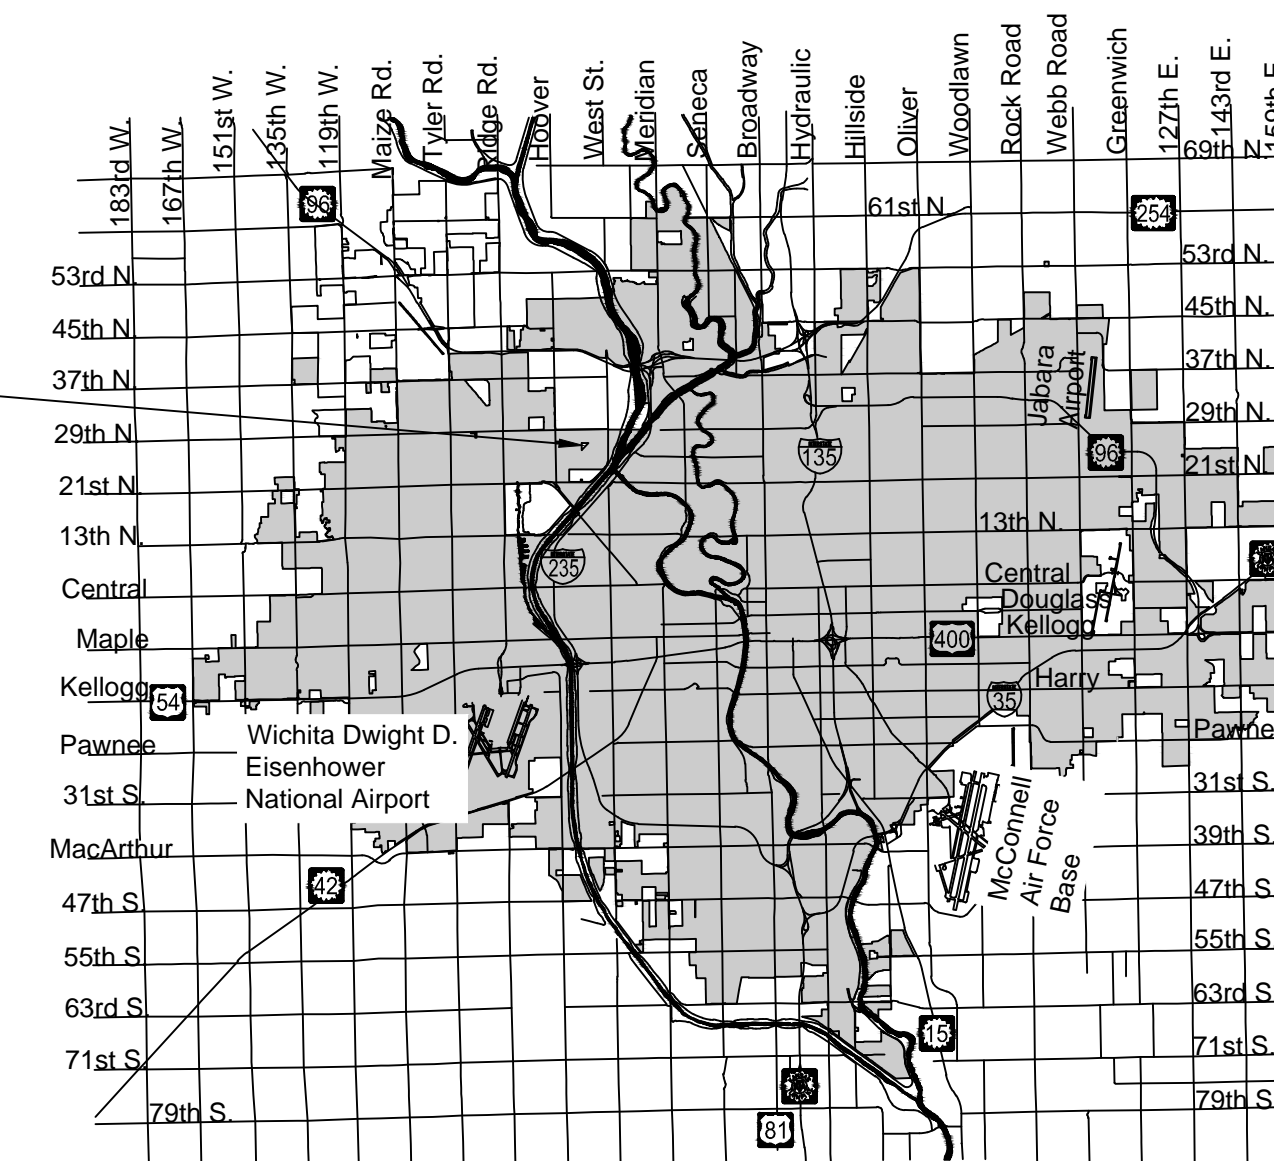 183rd W.
167th W.
151st W.
135th W.
119th W.
Maize Rd.
Tyler Rd.
Ridge Rd.
Hoover
West St.
Meridian
Seneca
Broadway
Hydraulic
Hillside
Oliver
Woodlawn
Rock Road
Webb Road
Greenwich
127th E.
143rd E.
69th N.
96
61st N.
254
53rd N.
53rd N.
45th N.
45th N.
37th N.
37th N.
Jabara
Airport
29th N.
29th N.
135
96
21st N.
21st N.
13th N.
13th N.
235
Central
Central
Douglass
Maple
400
Kellogg
Kellogg
54
Harry
35
Pawnee
Pawne
Wichita Dwight D.
Eisenhower
National Airport
31st S.
31st S.
McConnell
Air Force
Base
MacArthur
39th S.
42
47th S.
47th S.
55th S.
55th S.
63rd S.
63rd S.
15
71st S.
71st S.
79th S.
79th S.
81